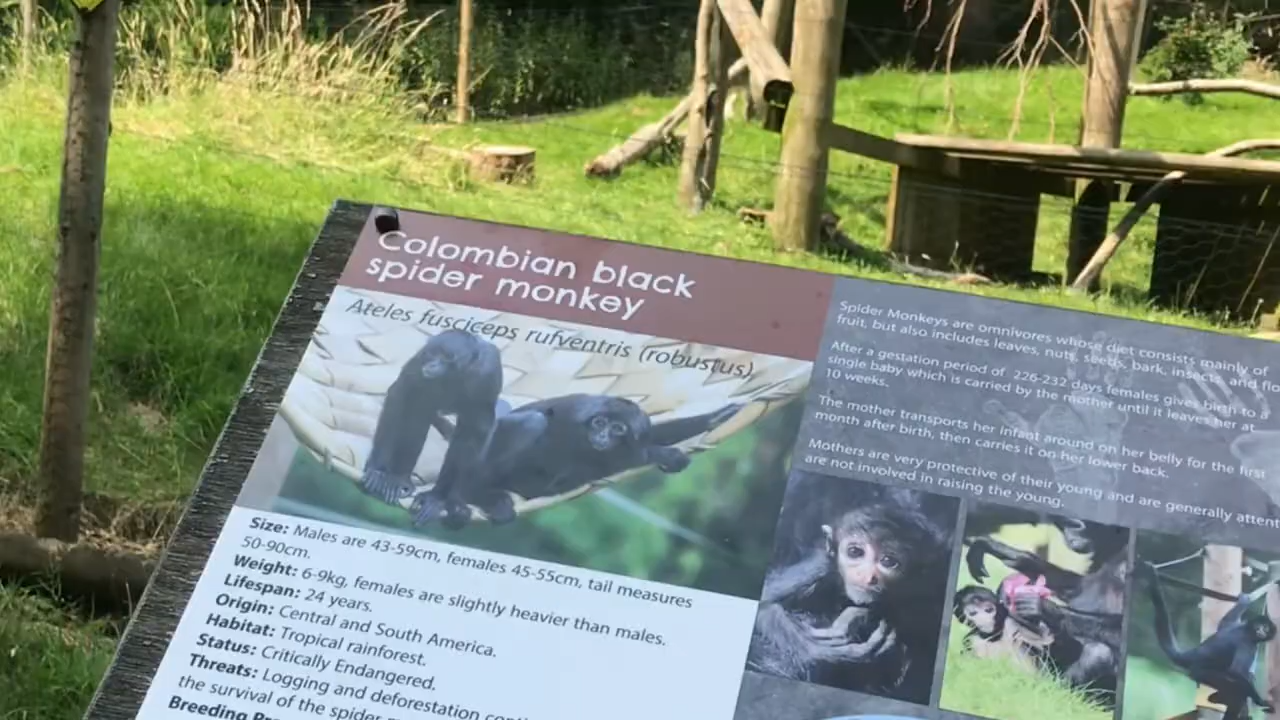 Colombian black
spider monkey
Ateles fusciceps rufventris (robustus)
Size: Males are 43-59cm, females 45-55cm, tail measures
50-90cm.
Weight: 6-9kg, females are slightly heavier than males.
Lifespan: 24 years.
Origin: Central and South America.
Habitat: Tropical rainforest.
Status: Critically Endangered.
Threats: Logging and deforestation
the survival of the spider
Breeding
Spider Monkeys are omnivores whose diet consists mainly of
fruit, but also includes leaves, nuts, seeds, bark, insects and
After a gestation period of 226-232 days females gives birth to a
single baby which is carried by the mother until it leaves her at
10 weeks.
The mother transports her infant around on her belly for the first
month after birth, then carries it on her lower back.
Mothers are very protective of their young and are generally
are not involved in raising the young.